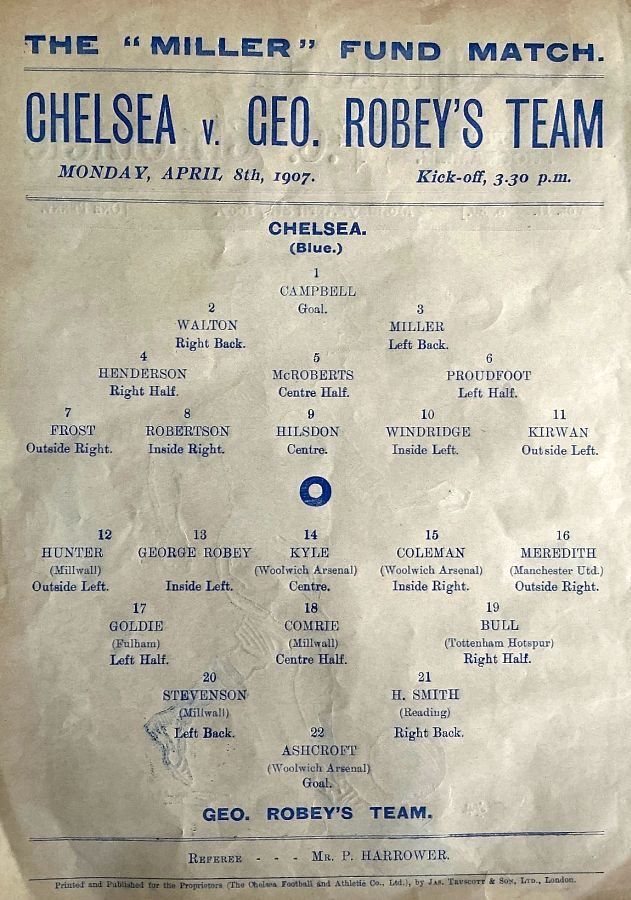 THE "MILLER" FUND MATCH.
CHELSEA v. GEO. ROBEY'S TEAM
MONDAY, APRIL 8th, 1907. Kick-off, 3.30 p.m.
CHELSEA.
(Blue.)
1
CAMPBELL
Goal.
2 3
WALTON MILLER
Right Back. Left Back.
4 5 6
HENDERSON McROBERTS PROUDFOOT
Right Half. Centre Half. Left Half.
7 8 9 10 11
FROST ROBERTSON HILSDON WINDRIDGE KIRWAN
Outside Right. Inside Right. Centre. Inside Left. Outside Left.
12 13 14 15 16
HUNTER GEORGE ROBEY KYLE COLEMAN MEREDITH
(Millwall) (Woolwich Arsenal) (Woolwich Arsenal) (Manchester Utd.)
Outside Left. Inside Left. Centre. Inside Right. Outside Right.
17 18 19
GOLDIE COMRIE BULL
(Fulham) (Millwall) (Tottenham Hotspur)
Left Half. Centre Half. Right Half.
20 21
STEVENSON H. SMITH
(Millwall) (Reading)
Left Back. Right Back.
22
ASHCROFT
(Woolwich Arsenal)
Goal.
GEO. ROBEY'S TEAM.
REFEREE - - - MR. P. HARROWER.
Printed and Published for the Proprietors (The Chelsea Football and Athletic Co., Ltd.), by JAS. TRUSCOTT & SON, LTD., London.